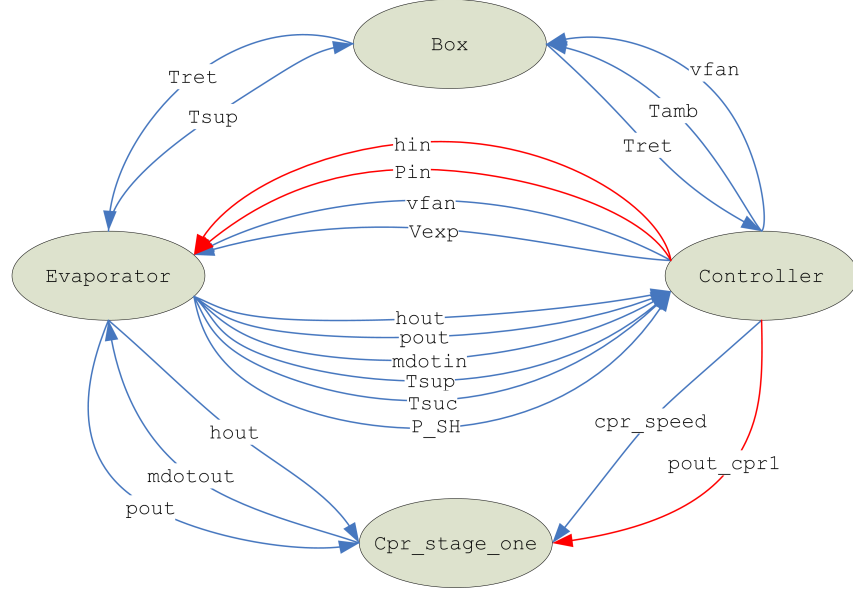 Box
vfan
Tret
Tamb
Tsup
Tret
hin
Pin
vfan
Vexp
Evaporator
Controller
hout
pout
mdotin
Tsup
Tsuc
P_SH
cpr_speed
hout
pout_cpr1
mdotout
pout
Cpr_stage_one